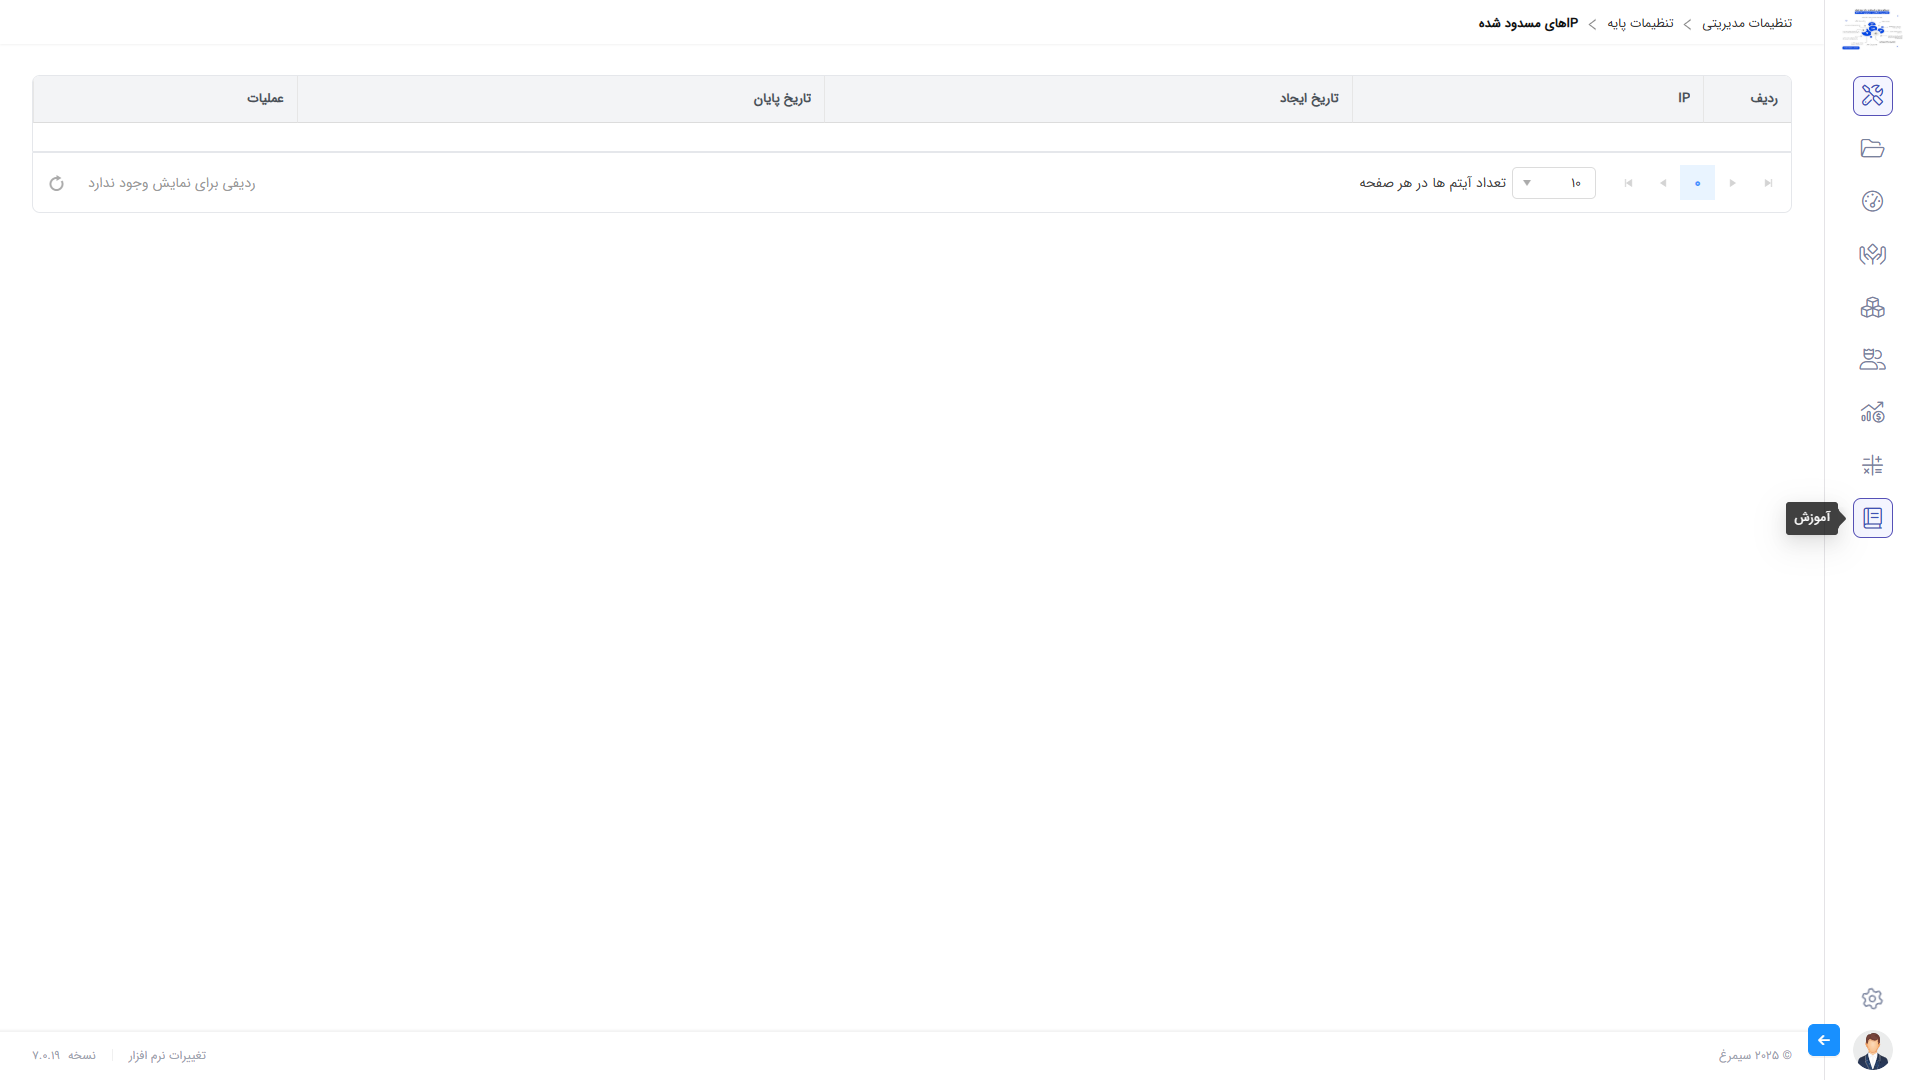 تنظیمات مدیریتی > تنظیمات پایه > IPهای مسدود شده
ردیف IP تاریخ ایجاد تاریخ پایان عملیات
۰ ۱۰ تعداد آیتم ها در هر صفحه ردیفی برای نمایش وجود ندارد
آموزش
© ۲۰۲۵ سیمرغ تغییرات نرم افزار نسخه ۷.۰.۱۹